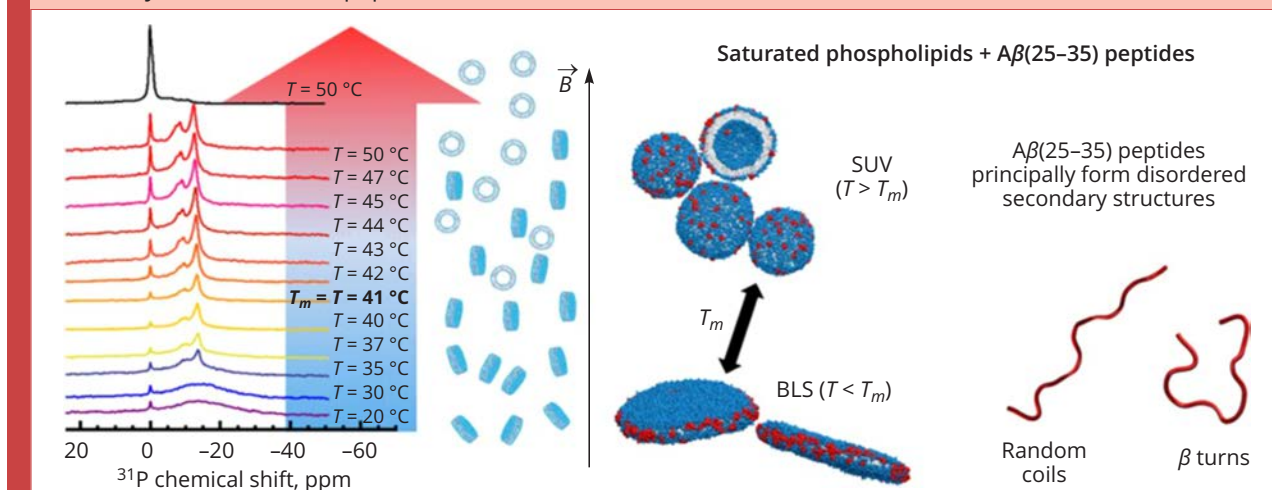 T = 50 °C
T = 50 °C
T = 47 °C
T = 45 °C
T = 44 °C
T = 43 °C
T = 42 °C
Tm = T = 41 °C
T = 40 °C
T = 37 °C
T = 35 °C
T = 30 °C
T = 20 °C
20 0 −20 −40 −60
³¹P chemical shift, ppm
B
Saturated phospholipids + Aβ(25–35) peptides
SUV
(T > Tm)
Aβ(25–35) peptides
principally form disordered
secondary structures
Tm
BLS (T < Tm)
Random
coils
β turns